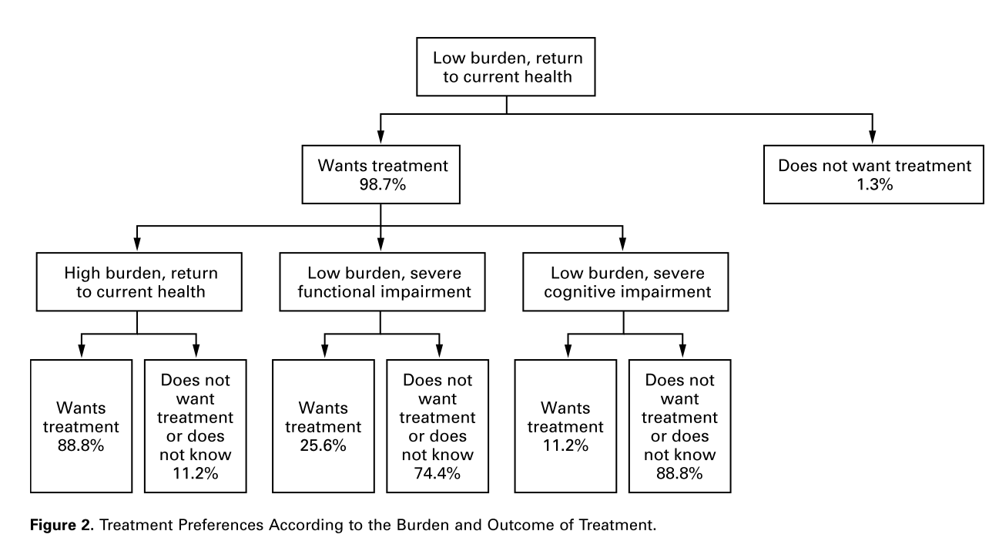 Low burden, return
to current health
Wants treatment
98.7%
Does not want treatment
1.3%
High burden, return
to current health
Low burden, severe
functional impairment
Low burden, severe
cognitive impairment
Wants
treatment
88.8%
Does not
want
treatment
or does
not know
11.2%
Wants
treatment
25.6%
Does not
want
treatment
or does
not know
74.4%
Wants
treatment
11.2%
Does not
want
treatment
or does
not know
88.8%
Figure 2. Treatment Preferences According to the Burden and Outcome of Treatment.